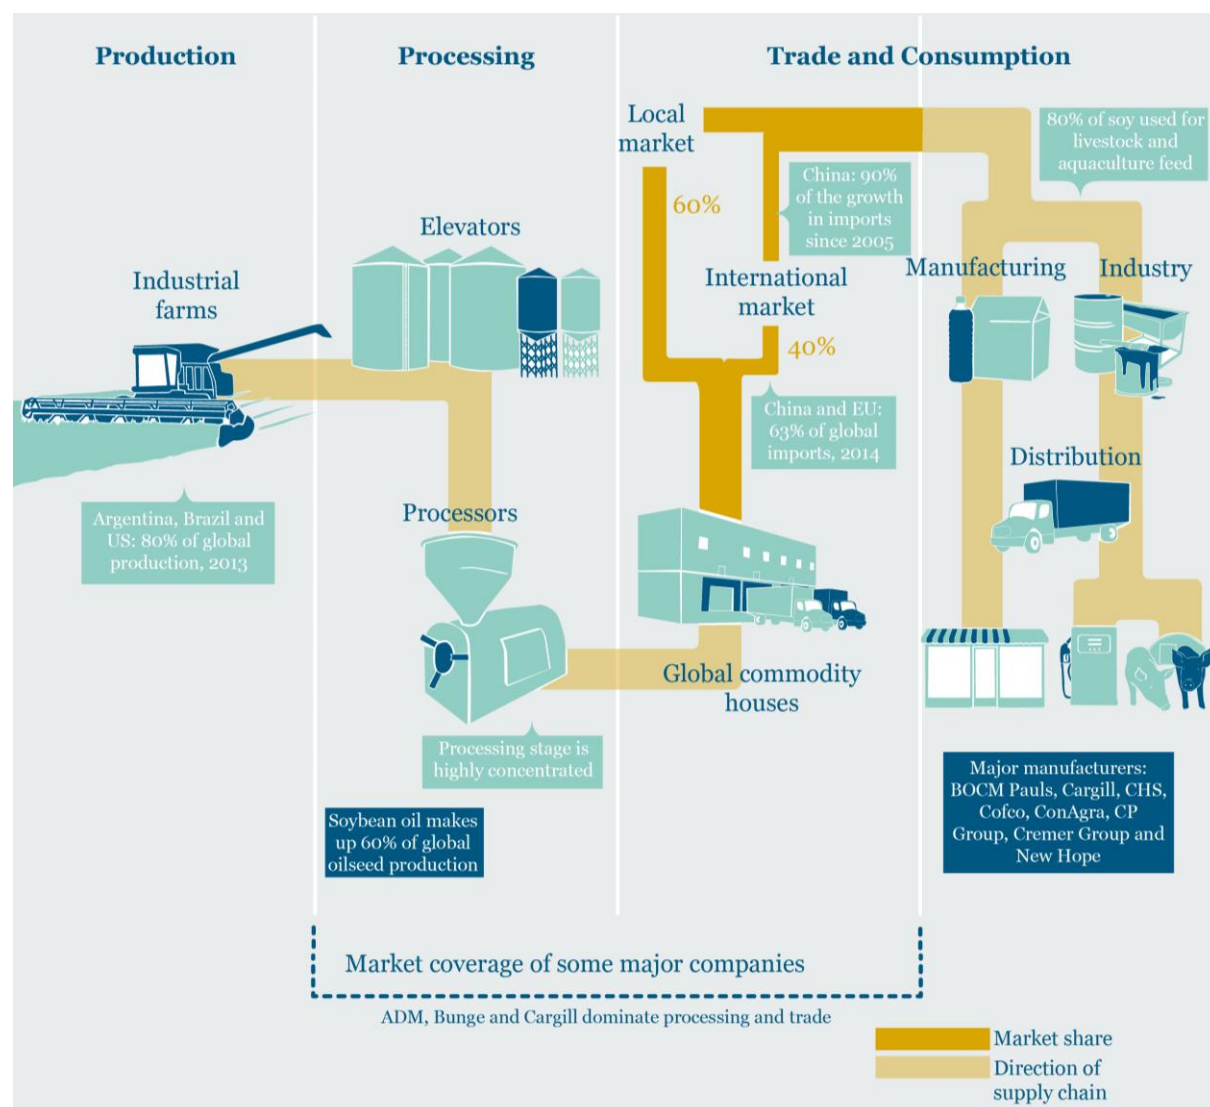 Production
Processing
Trade and Consumption
Local
market
80% of soy used for
livestock and
aquaculture feed
China: 90%
of the growth
in imports
since 2005
60%
Elevators
Industrial
farms
International
market
Manufacturing
Industry
40%
China and EU:
63% of global
imports, 2014
Distribution
Processors
Argentina, Brazil and
US: 80% of global
production, 2013
Global commodity
houses
Processing stage is
highly concentrated
Major manufacturers:
BOCM Pauls, Cargill, CHS,
Cofco, ConAgra, CP
Group, Cremer Group and
New Hope
Soybean oil makes
up 60% of global
oilseed production
Market coverage of some major companies
ADM, Bunge and Cargill dominate processing and trade
Market share
Direction of
supply chain